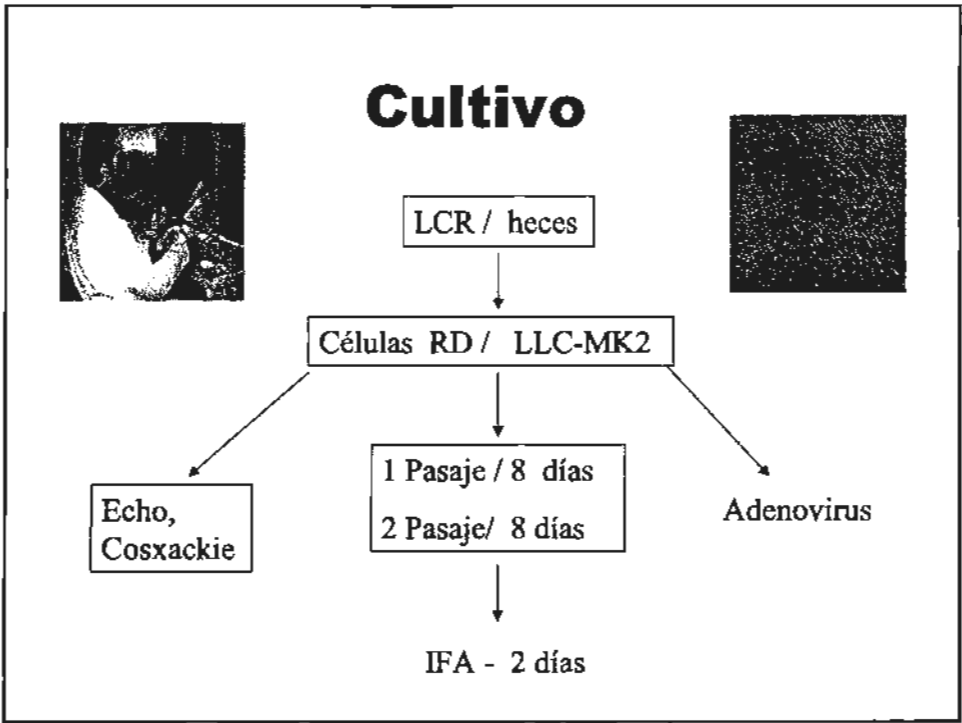 Cultivo
LCR / heces
Células RD / LLC-MK2
1 Pasaje / 8 días
2 Pasaje/ 8 días
Echo,
Cosxackie
Adenovirus
IFA - 2 días